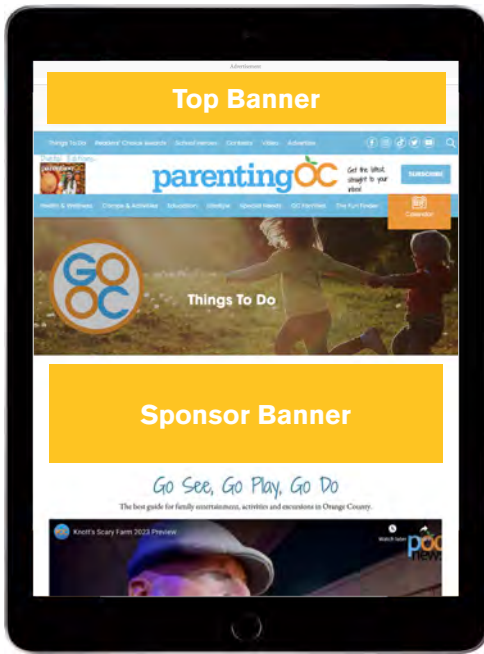 Advertisement
Top Banner
Things To Do Readers' Choice Awards School Heroes Contests Video Advertise
Digital Editions
parentingOC
Get the latest
straight to your
inbox!
SUBSCRIBE
Health & Wellness Camps & Activities Education Lifestyle Special Needs OC Families The Fun Finder
Calendar
GO
OC
Things To Do
Sponsor Banner
Go See, Go Play, Go Do
The best guide for family entertainment, activities and excursions in Orange County.
Knott's Scary Farm 2023 Preview
Watch later
poc
news